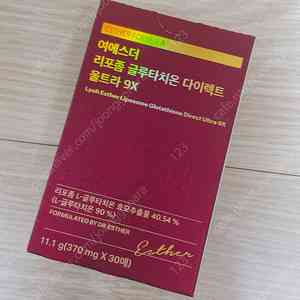 여에스더
리포좀 글루타치온 다이렉트
울트라 9X
Lyeh Esther Liposome Glutathione Direct Ultra 9X
리포좀 L-글루타치온 효모추출물 40.54 %
(L-글루타치온 90 %)
FORMULATED BY DR ESTHER
Esther
11.1 g(370 mg X 30매)